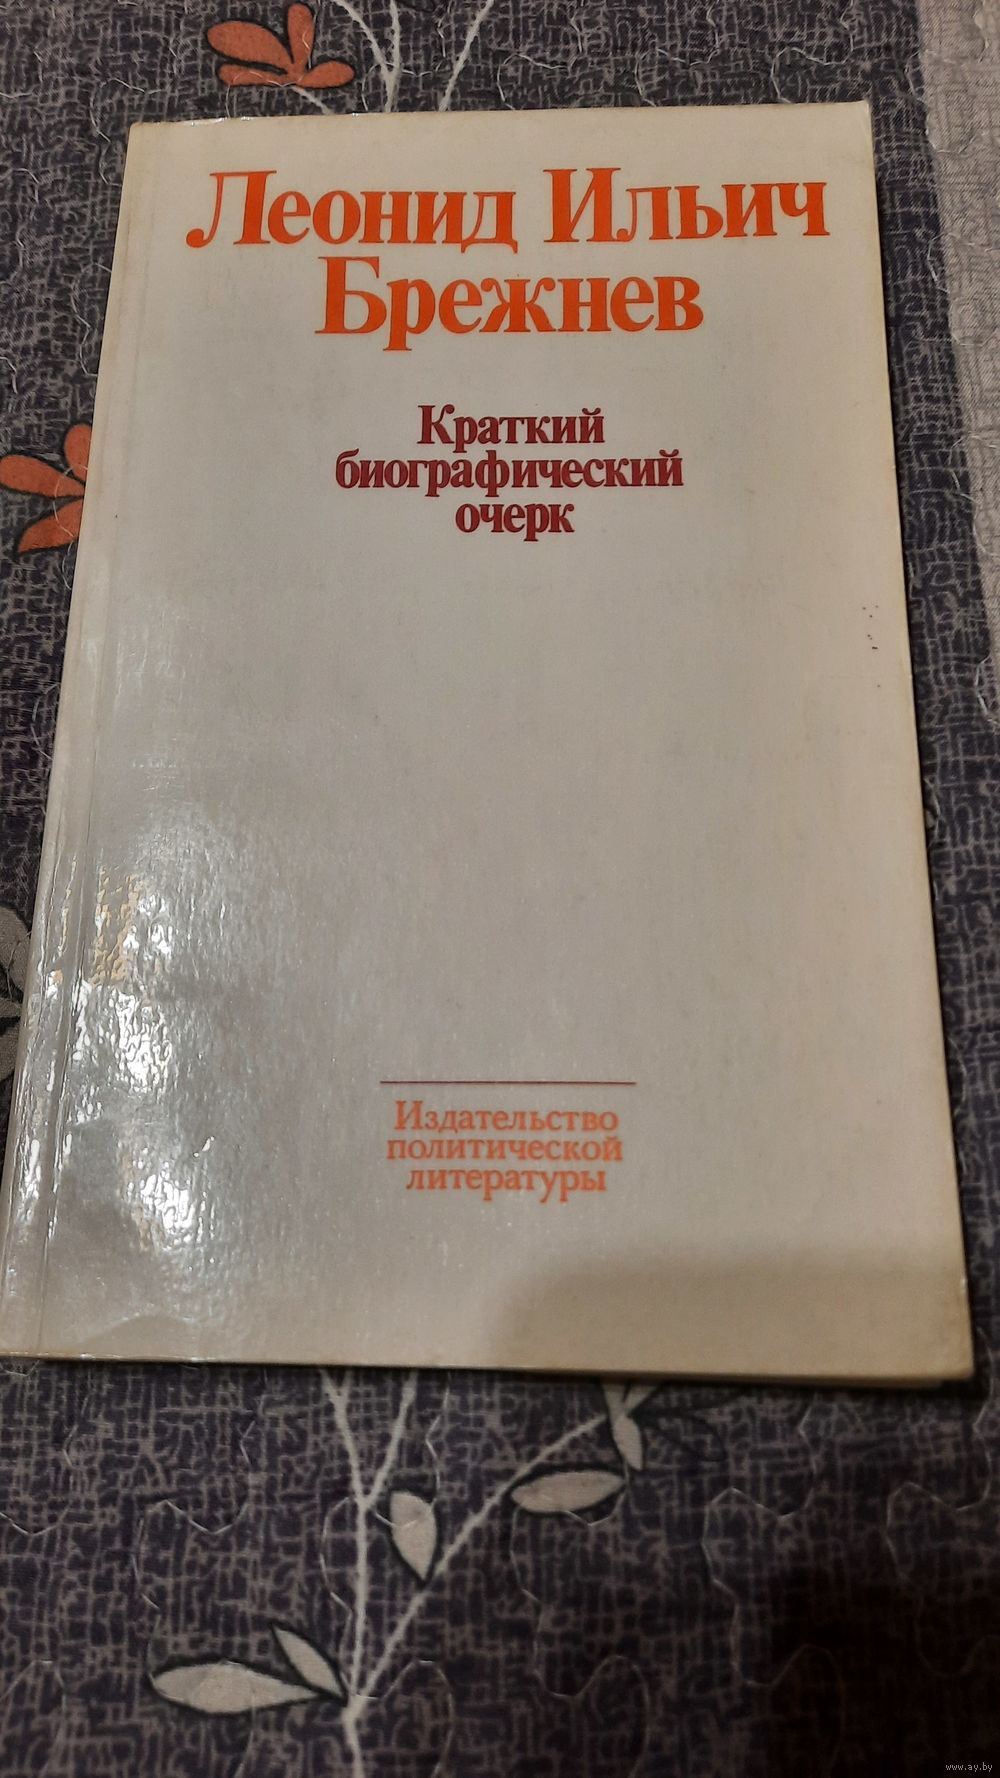 Леонид Ильич
Брежнев
Краткий
биографический
очерк
Издательство
политической
литературы
www.ay.by